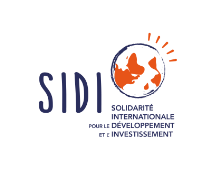 SIDI
SOLIDARITÉ
INTERNATIONALE
POUR LE DÉVELOPPEMENT
ET L'INVESTISSEMENT